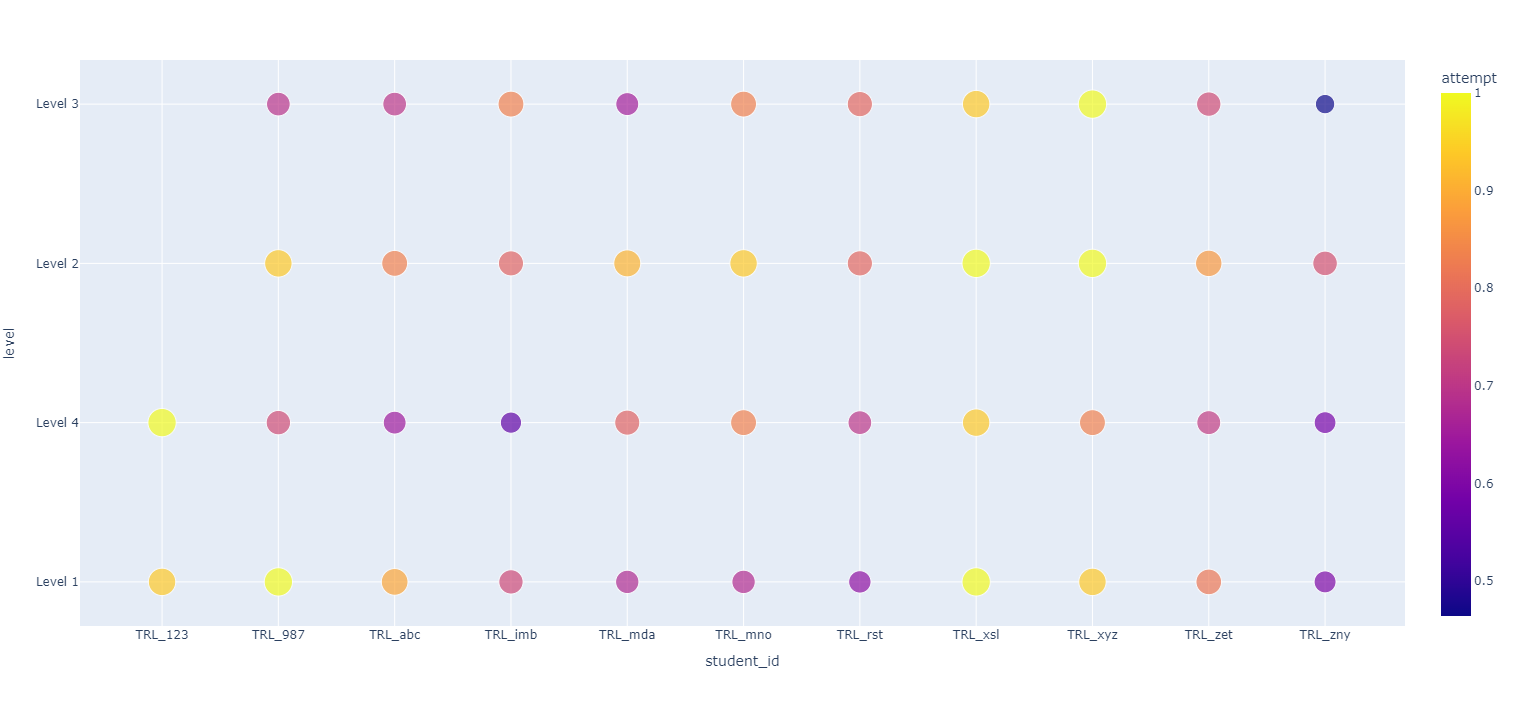 attempt
Level 3
1
0.9
Level 2
0.8
level
0.7
Level 4
0.6
Level 1
0.5
TRL_123 TRL_987 TRL_abc TRL_imb TRL_mda TRL_mno TRL_rst TRL_xsl TRL_xyz TRL_zet TRL_zny
student_id